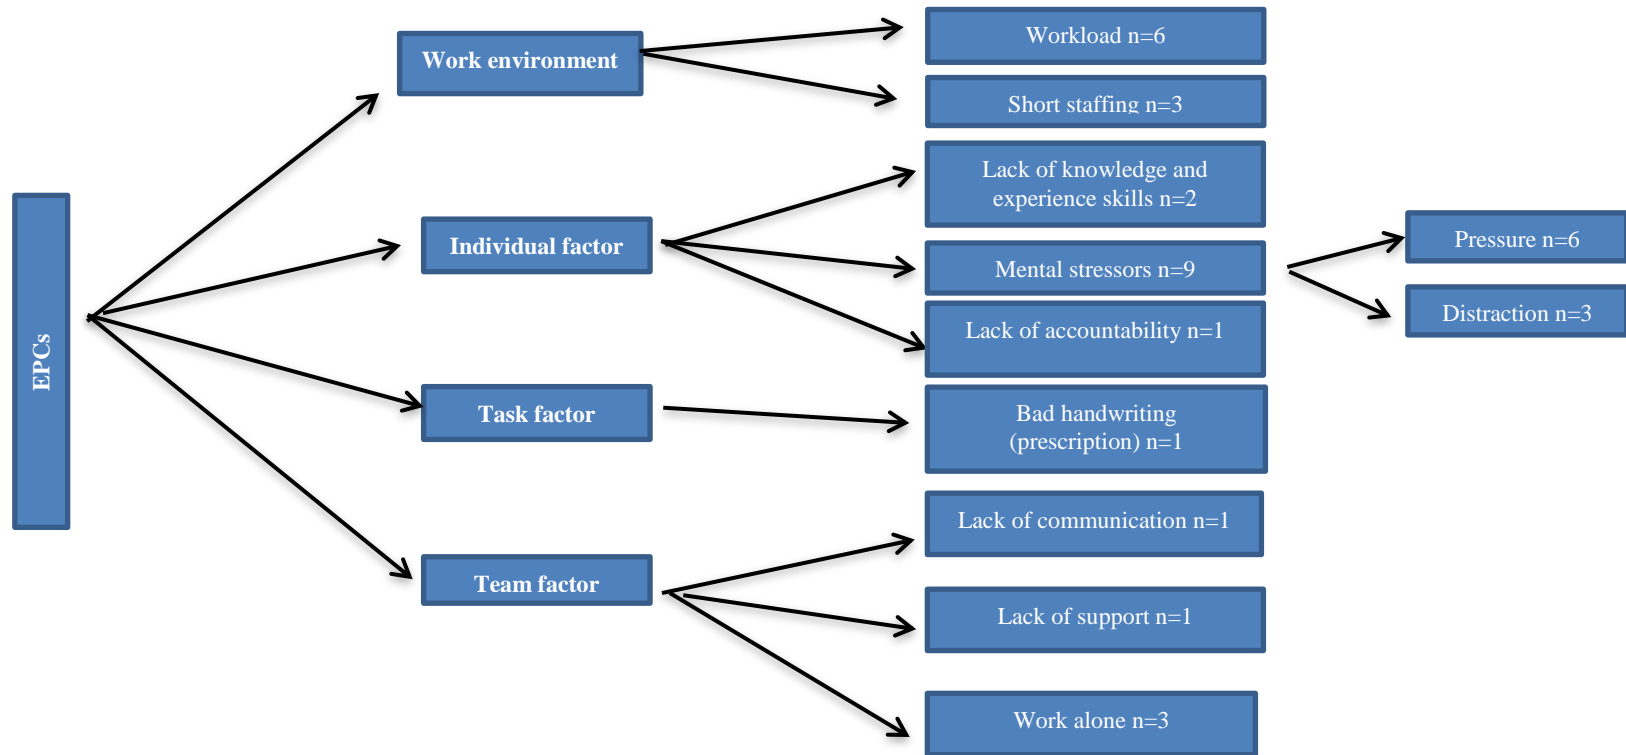 EPCs
Work environment
Workload n=6
Short staffing n=3
Individual factor
Lack of knowledge and
experience skills n=2
Mental stressors n=9
Pressure n=6
Distraction n=3
Lack of accountability n=1
Task factor
Bad handwriting
(prescription) n=1
Team factor
Lack of communication n=1
Lack of support n=1
Work alone n=3